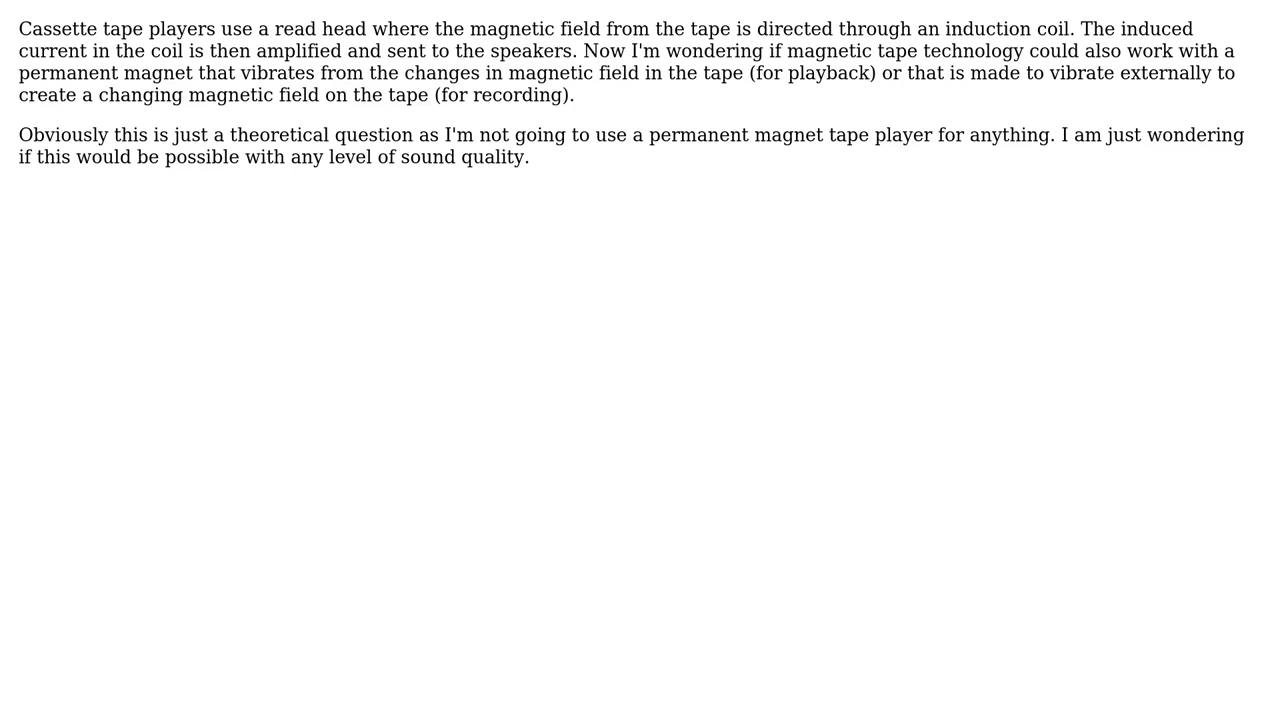 Cassette tape players use a read head where the magnetic field from the tape is directed through an induction coil. The induced
current in the coil is then amplified and sent to the speakers. Now I'm wondering if magnetic tape technology could also work with a
permanent magnet that vibrates from the changes in magnetic field in the tape (for playback) or that is made to vibrate externally to
create a changing magnetic field on the tape (for recording).
Obviously this is just a theoretical question as I'm not going to use a permanent magnet tape player for anything. I am just wondering
if this would be possible with any level of sound quality.